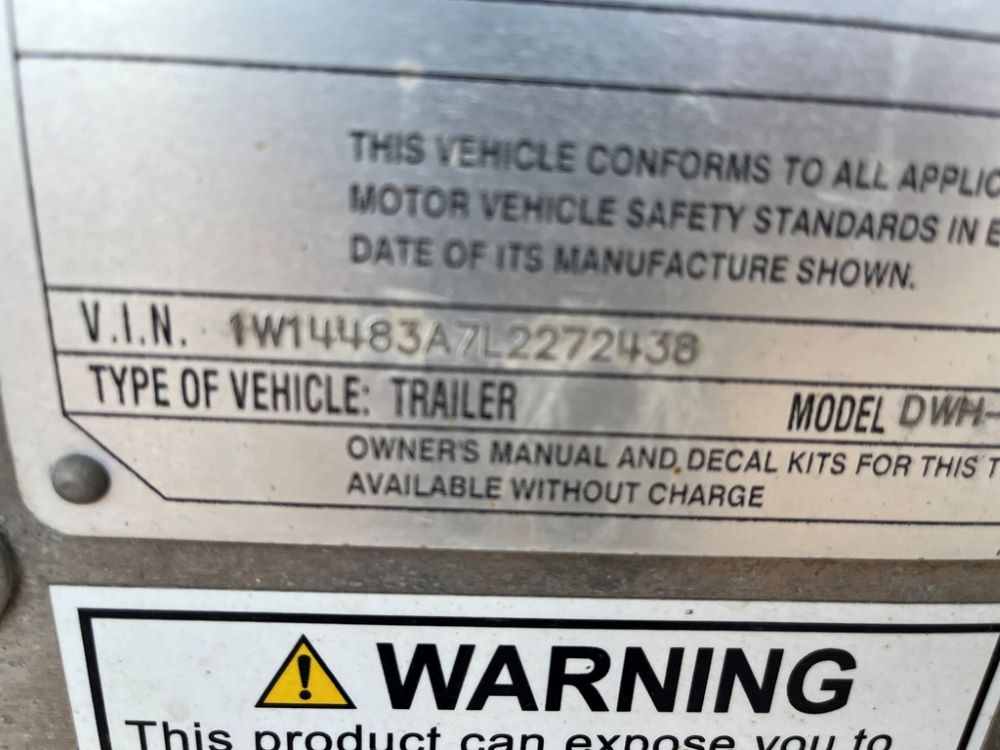 THIS VEHICLE CONFORMS TO ALL APPLIC
MOTOR VEHICLE SAFETY STANDARDS IN E
DATE OF ITS MANUFACTURE SHOWN.
V.I.N. 1W14483A7L2272438
TYPE OF VEHICLE: TRAILER MODEL DWH-
OWNER'S MANUAL AND DECAL KITS FOR THIS T
AVAILABLE WITHOUT CHARGE
WARNING
This product can expose you to